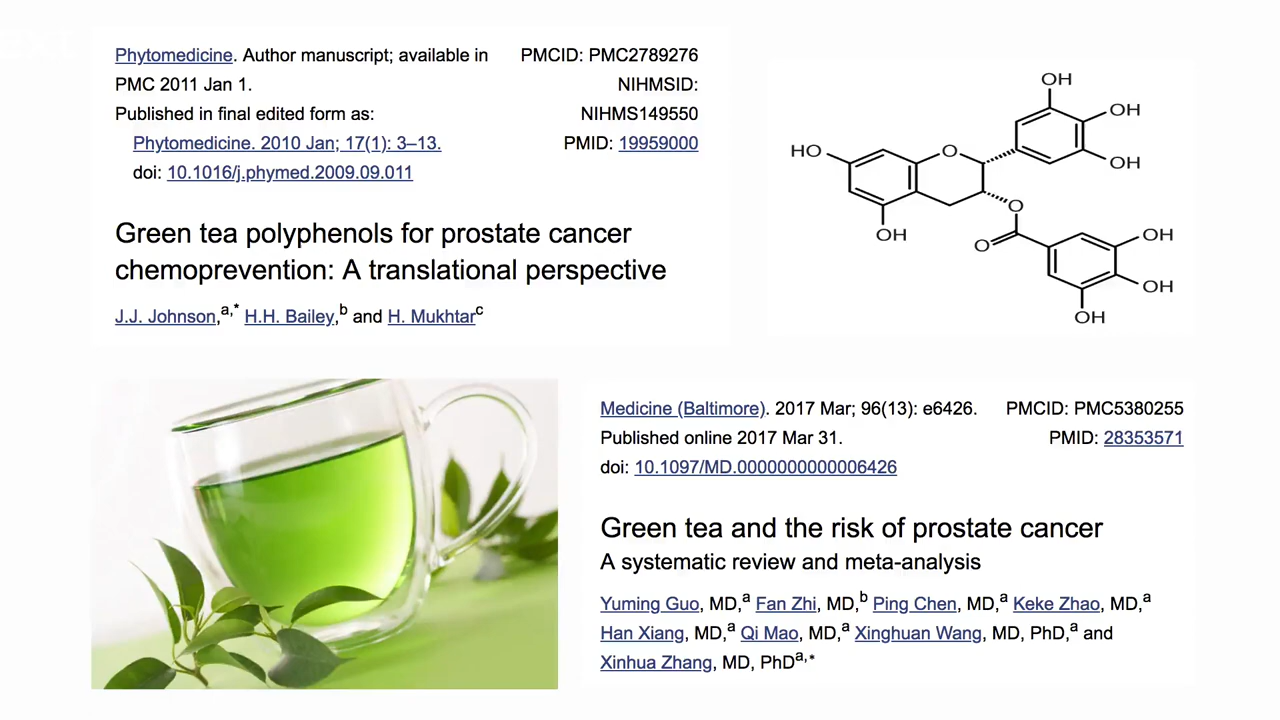 Phytomedicine. Author manuscript; available in
PMC 2011 Jan 1.
Published in final edited form as:
Phytomedicine. 2010 Jan; 17(1): 3–13.
doi: 10.1016/j.phymed.2009.09.011
PMCID: PMC2789276
NIHMSID:
NIHMS149550
PMID: 19959000
Green tea polyphenols for prostate cancer
chemoprevention: A translational perspective
J.J. Johnson,a,* H.H. Bailey,b and H. Mukhtarc
OH
OH
HO
O
OH
O
OH
O
OH
OH
OH
Medicine (Baltimore). 2017 Mar; 96(13): e6426.
Published online 2017 Mar 31.
doi: 10.1097/MD.0000000000006426
PMCID: PMC5380255
PMID: 28353571
Green tea and the risk of prostate cancer
A systematic review and meta-analysis
Yuming Guo, MD,a Fan Zhi, MD,b Ping Chen, MD,a Keke Zhao, MD,a
Han Xiang, MD,a Qi Mao, MD,a Xinghuan Wang, MD, PhD,a and
Xinhua Zhang, MD, PhDa,*